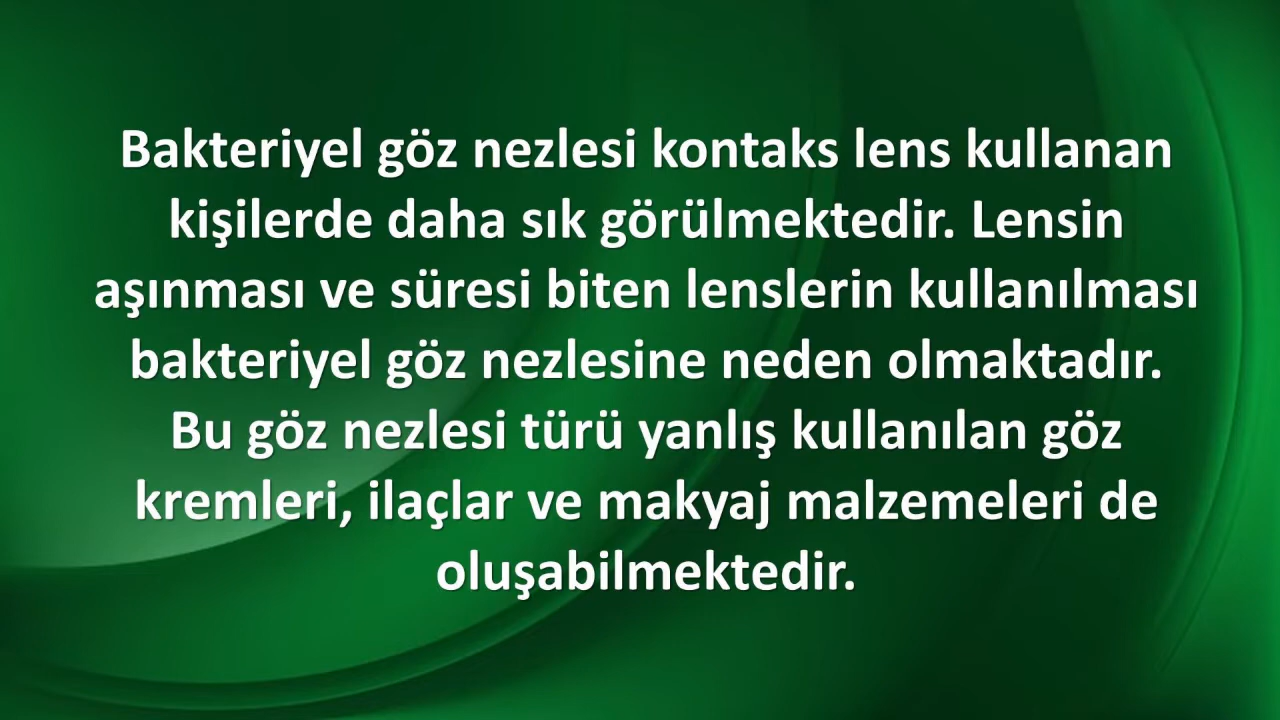 Bakteriyel göz nezlesi kontaks lens kullanan
kişilerde daha sık görülmektedir. Lensin
aşınması ve süresi biten lenslerin kullanılması
bakteriyel göz nezlesine neden olmaktadır.
Bu göz nezlesi türü yanlış kullanılan göz
kremleri, ilaçlar ve makyaj malzemeleri de
oluşabilmektedir.